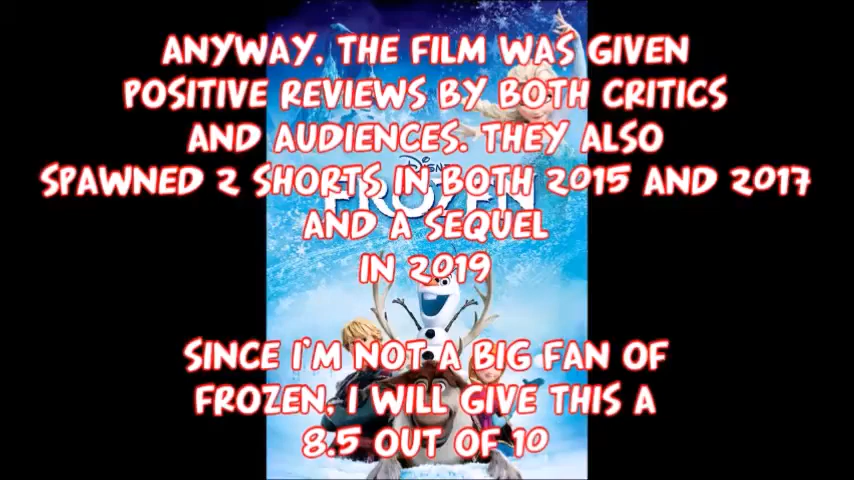 ANYWAY, THE FILM WAS GIVEN
POSITIVE REVIEWS BY BOTH CRITICS
AND AUDIENCES. THEY ALSO
DISNEY
SPAWNED 2 SHORTS IN BOTH 2015 AND 2017
FROZEN
AND A SEQUEL
IN 2019
SINCE I'M NOT A BIG FAN OF
FROZEN, I WILL GIVE THIS A
8.5 OUT OF 10